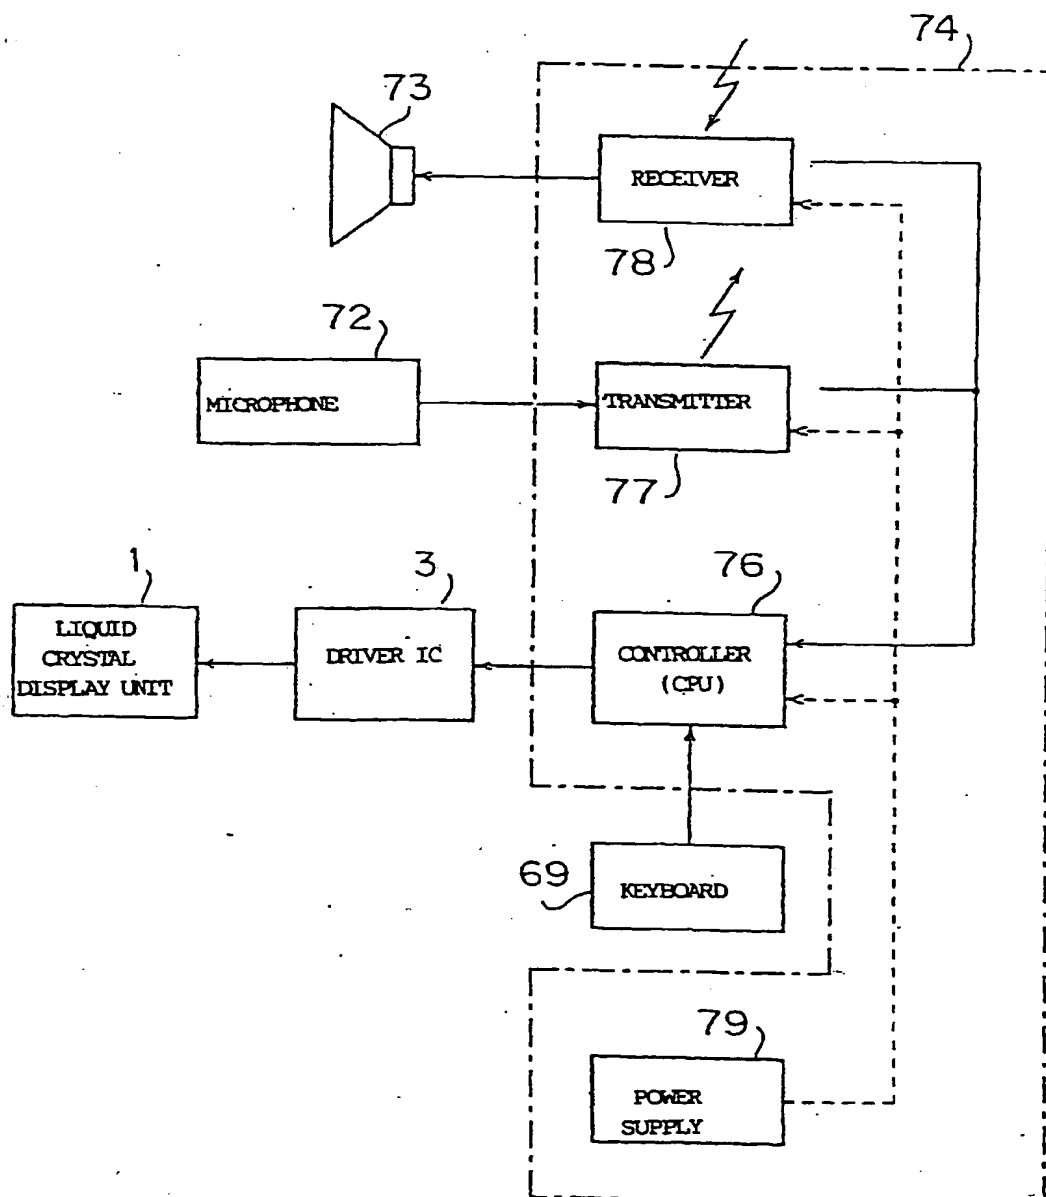 74
73
RECEIVER
78
72
MICROPHONE
TRANSMITTER
77
1
3
76
LIQUID
CRYSTAL
DISPLAY UNIT
DRIVER IC
CONTROLLER
(CPU)
69
KEYBOARD
79
POWER
SUPPLY